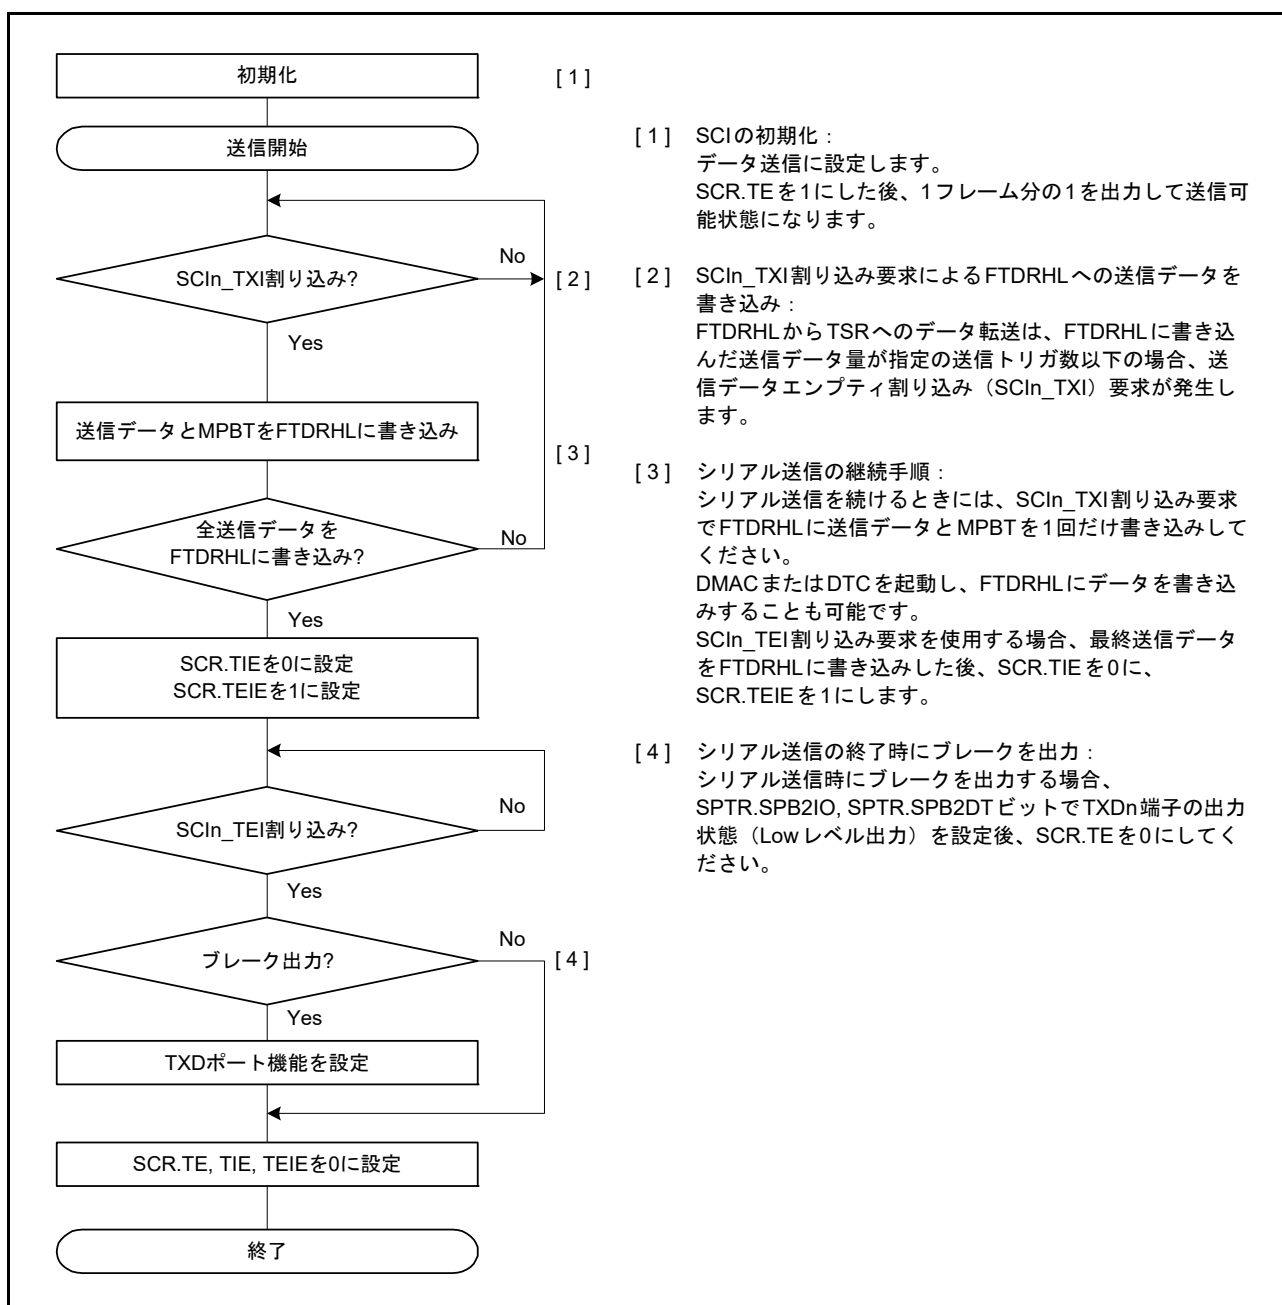 初期化
[ 1 ]
送信開始
SCIn_TXI割り込み?
No
[ 2 ]
Yes
送信データとMPBTをFTDRHLに書き込み
[ 3 ]
全送信データを
FTDRHLに書き込み?
No
Yes
SCR.TIEを0に設定
SCR.TEIEを1に設定
SCIn_TEI割り込み?
No
Yes
ブレーク出力?
No
[ 4 ]
Yes
TXDポート機能を設定
SCR.TE, TIE, TEIEを0に設定
終了
[ 1 ] SCIの初期化：
データ送信に設定します。
SCR.TEを1にした後、1フレーム分の1を出力して送信可
能状態になります。
[ 2 ] SCIn_TXI割り込み要求によるFTDRHLへの送信データを
書き込み：
FTDRHLからTSRへのデータ転送は、FTDRHLに書き込
んだ送信データ量が指定の送信トリガ数以下の場合、送
信データエンプティ割り込み（SCIn_TXI）要求が発生し
ます。
[ 3 ] シリアル送信の継続手順：
シリアル送信を続けるときには、SCIn_TXI割り込み要求
でFTDRHLに送信データとMPBTを1回だけ書き込みして
ください。
DMACまたはDTCを起動し、FTDRHLにデータを書き込
みすることも可能です。
SCIn_TEI割り込み要求を使用する場合、最終送信データ
をFTDRHLに書き込みした後、SCR.TIEを0に、
SCR.TEIEを1にします。
[ 4 ] シリアル送信の終了時にブレークを出力：
シリアル送信時にブレークを出力する場合、
SPTR.SPB2IO, SPTR.SPB2DTビットでTXDn端子の出力
状態（Lowレベル出力）を設定後、SCR.TEを0にしてく
ださい。